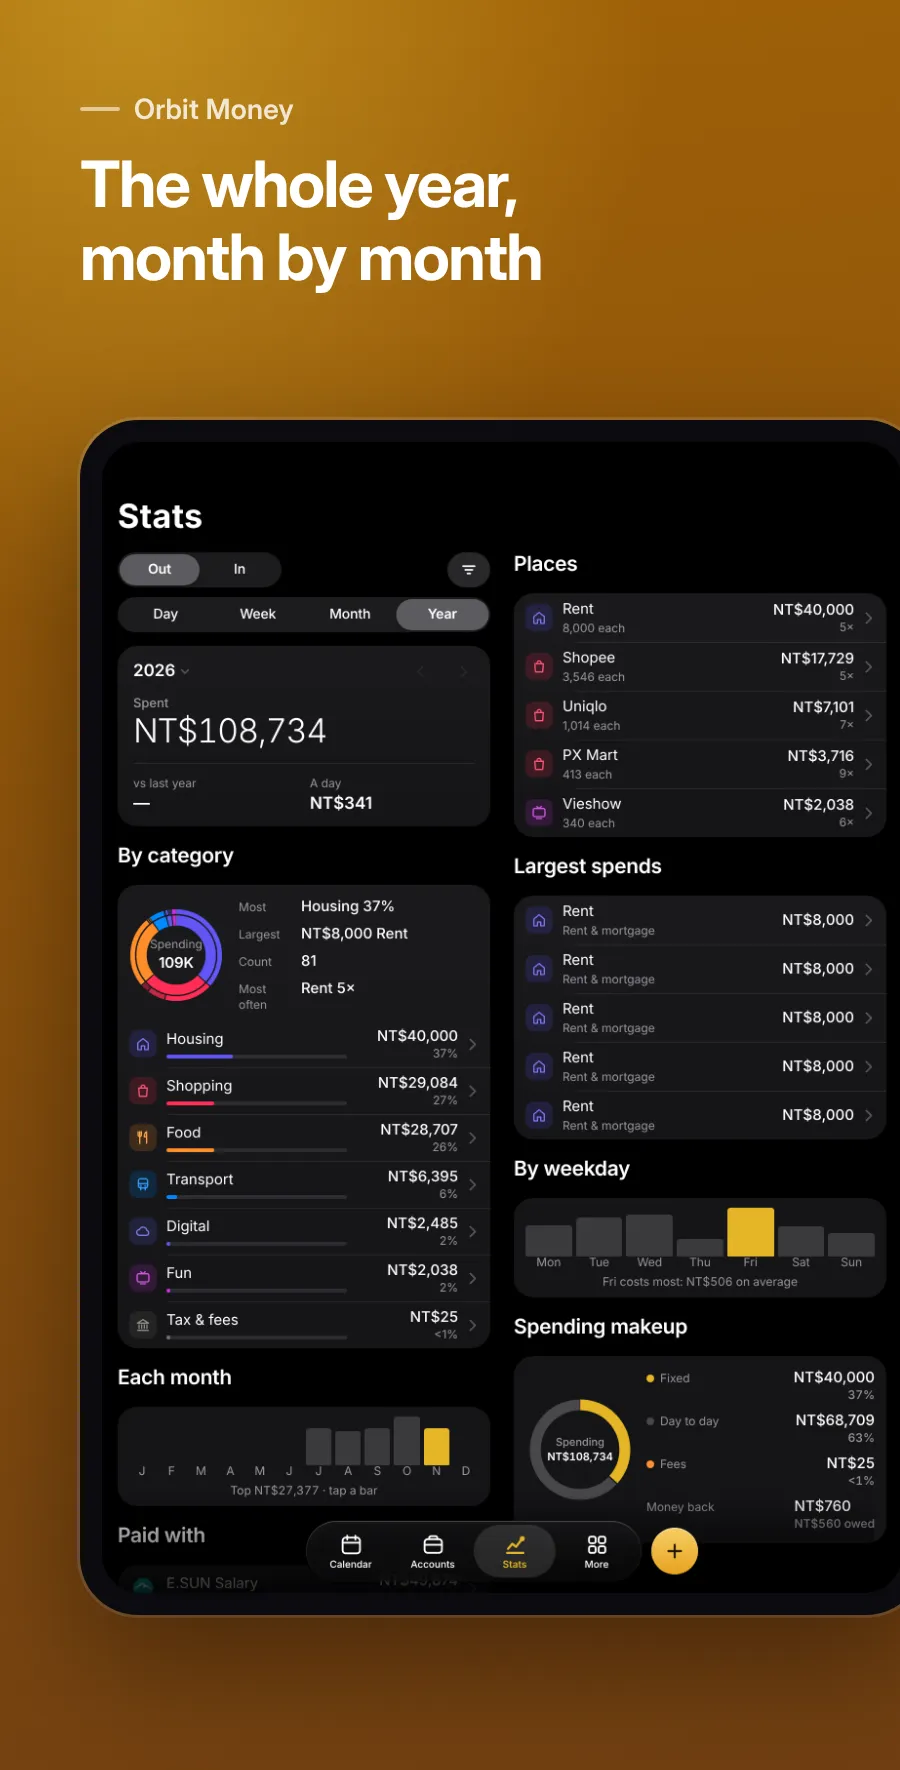 Orbit Money
The whole year,
month by month
Stats
Out In
Day Week Month Year
2026
Spent
NT$108,734
vs last year A day
— NT$341
By category
Spending
109K
Most Housing 37%
Largest NT$8,000 Rent
Count 81
Most often Rent 5×
Housing NT$40,000
37%
Shopping NT$29,084
27%
Food NT$28,707
26%
Transport NT$6,395
6%
Digital NT$2,485
2%
Fun NT$2,038
2%
Tax & fees NT$25
<1%
Each month
J F M A M J J A S O N D
Top NT$27,377 · tap a bar
Paid with
E.SUN Salary
Places
Rent NT$40,000
8,000 each 5×
Shopee NT$17,729
3,546 each 5×
Uniqlo NT$7,101
1,014 each 7×
PX Mart NT$3,716
413 each 9×
Vieshow NT$2,038
340 each 6×
Largest spends
Rent NT$8,000
Rent & mortgage
Rent NT$8,000
Rent & mortgage
Rent NT$8,000
Rent & mortgage
Rent NT$8,000
Rent & mortgage
Rent NT$8,000
Rent & mortgage
By weekday
Mon Tue Wed Thu Fri Sat Sun
Fri costs most: NT$506 on average
Spending makeup
Spending
NT$108,734
Fixed NT$40,000
37%
Day to day NT$68,709
63%
Fees NT$25
<1%
Money back NT$760
NT$560 owed
Calendar Accounts Stats More